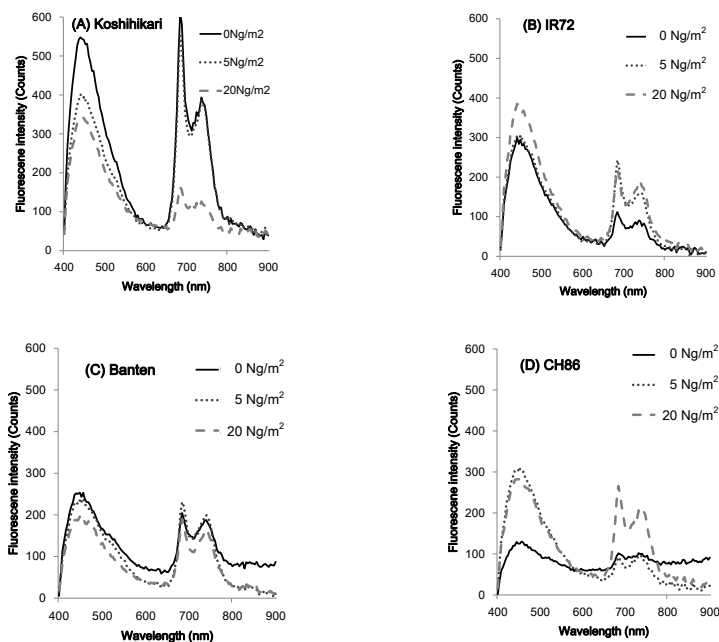 (A) Koshihikari
0Ng/m2
5Ng/m2
20Ng/m2
Fluorescene intensity (Counts)
600
500
400
300
200
100
0
400 500 600 700 800 900
Wavelength (nm)
(B) IR72
0 Ng/m²
5 Ng/m²
20 Ng/m²
Fluorescene intensity (Counts)
600
500
400
300
200
100
0
400 500 600 700 800 900
Wavelength (nm)
(C) Banten
0 Ng/m²
5 Ng/m²
20 Ng/m²
Fluorescene intensity (Counts)
600
500
400
300
200
100
0
400 500 600 700 800 900
Wavelength (nm)
(D) CH86
0 Ng/m²
5 Ng/m²
20 Ng/m²
Fluorescene intensity (Counts)
600
500
400
300
200
100
0
400 500 600 700 800 900
Wavelength (nm)